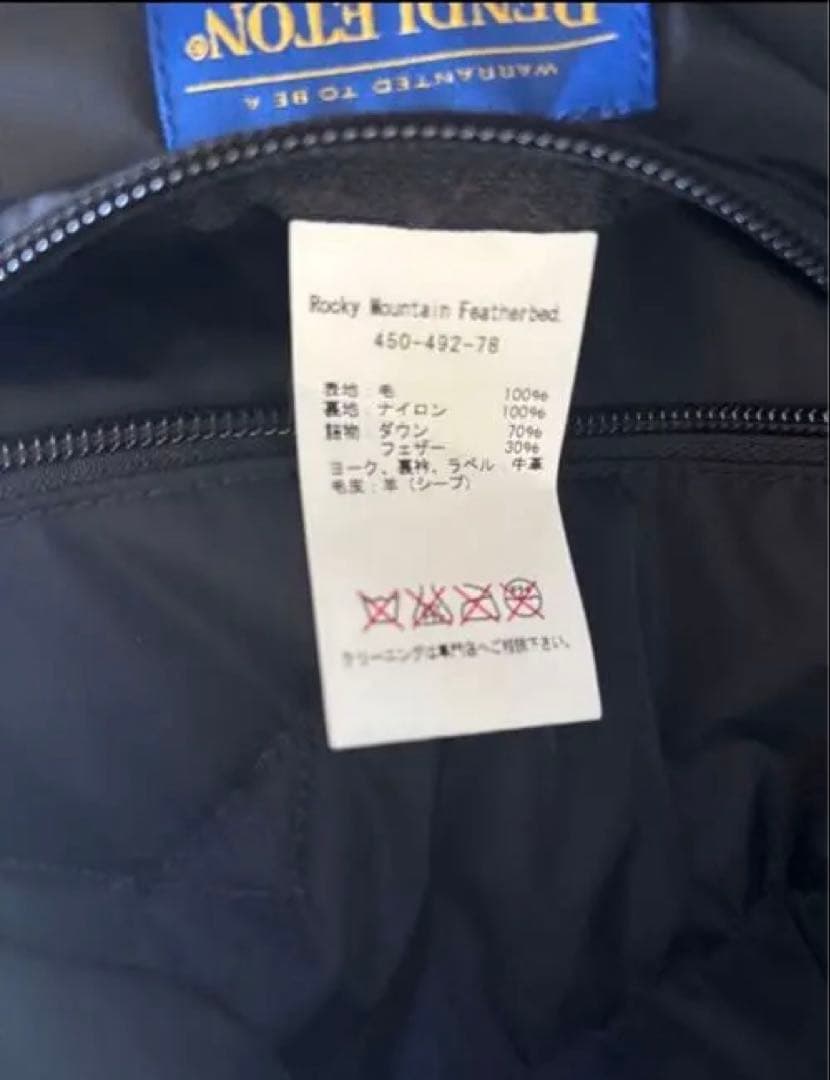 PENDLETON®
WARRANTED TO BE A
Rocky Mountain Featherbed.
450-492-78
表地：毛 100%
裏地：ナイロン 100%
詰物：ダウン 70%
フェザー 30%
ヨーク、裏衿、ラベル：牛革
毛皮：羊（シープ）
クリーニングは専門店へご相談下さい。